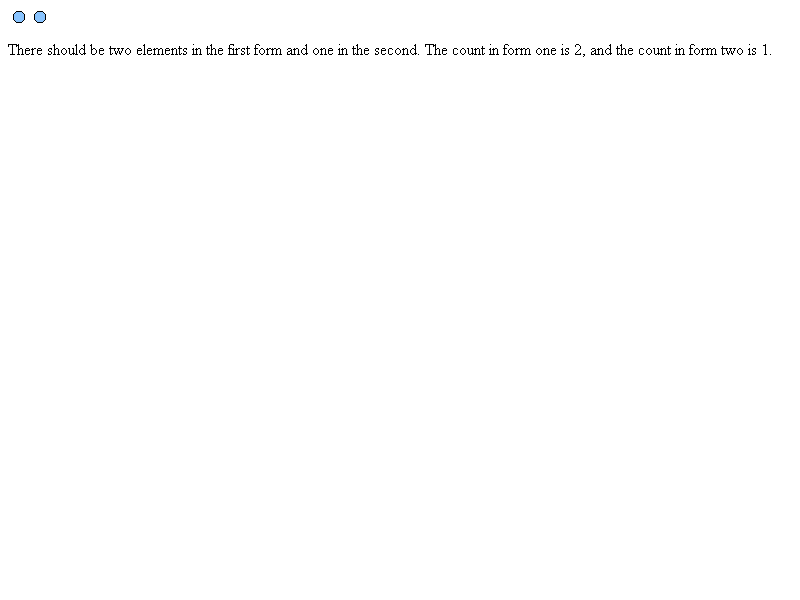 There should be two elements in the first form and one in the second. The count in form one is 2, and the count in form two is 1.